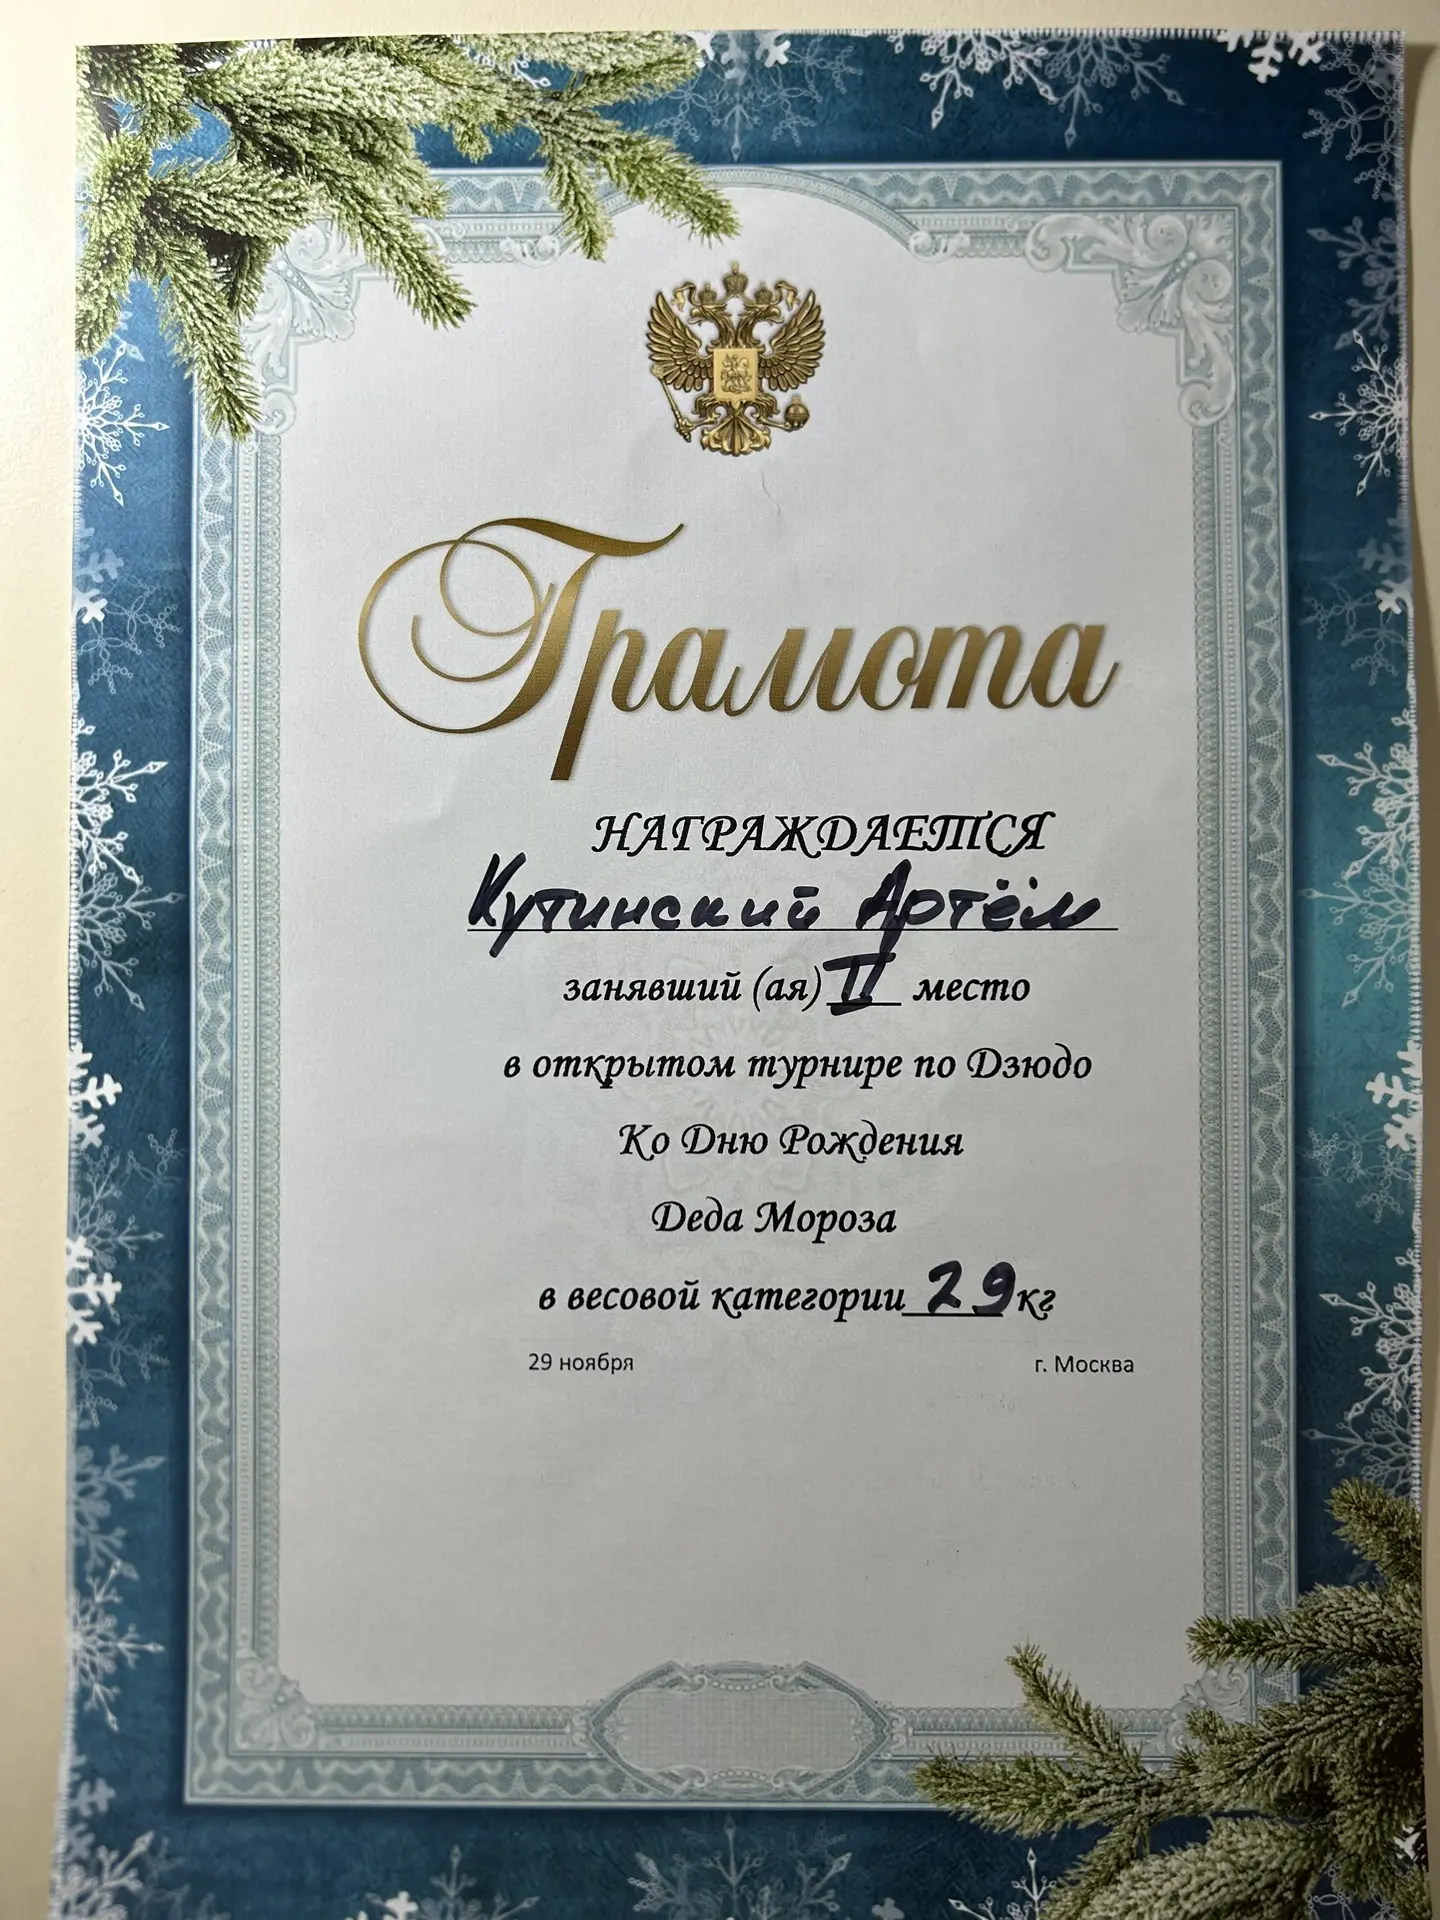 Грамота
НАГРАЖДАЕТСЯ
Кутинский Артём
занявший (ая) II место
в открытом турнире по Дзюдо
Ко Дню Рождения
Деда Мороза
в весовой категории 29 кг
29 ноября г. Москва